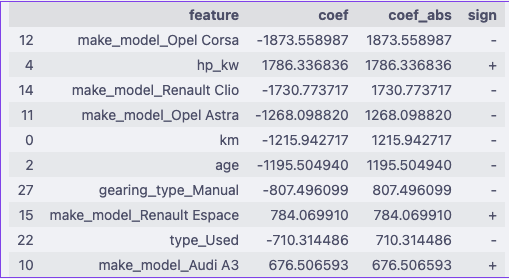 feature coef coef_abs sign
12 make_model_Opel Corsa -1873.558987 1873.558987 -
4 hp_kw 1786.336836 1786.336836 +
14 make_model_Renault Clio -1730.773717 1730.773717 -
11 make_model_Opel Astra -1268.098820 1268.098820 -
0 km -1215.942717 1215.942717 -
2 age -1195.504940 1195.504940 -
27 gearing_type_Manual -807.496099 807.496099 -
15 make_model_Renault Espace 784.069910 784.069910 +
22 type_Used -710.314486 710.314486 -
10 make_model_Audi A3 676.506593 676.506593 +